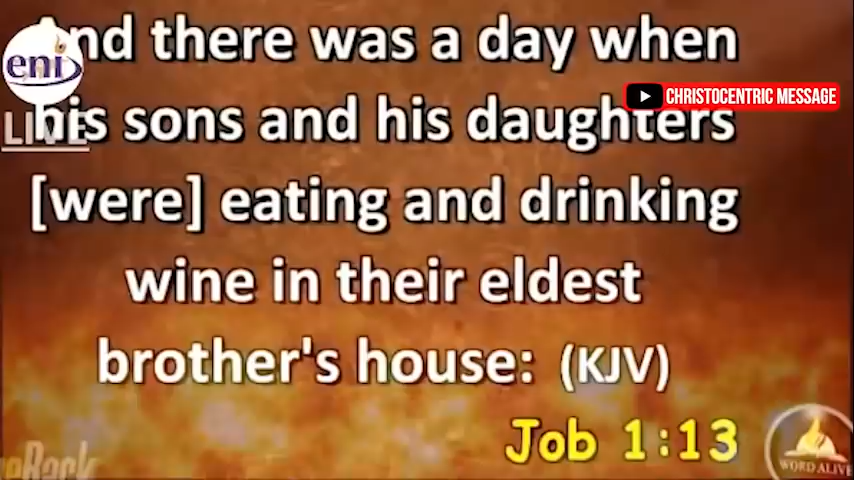 And there was a day when
eni
CHRISTOCENTRIC MESSAGE
LIVE
his sons and his daughters
[were] eating and drinking
wine in their eldest
brother's house: (KJV)
Job 1:13
WORD ALIVE